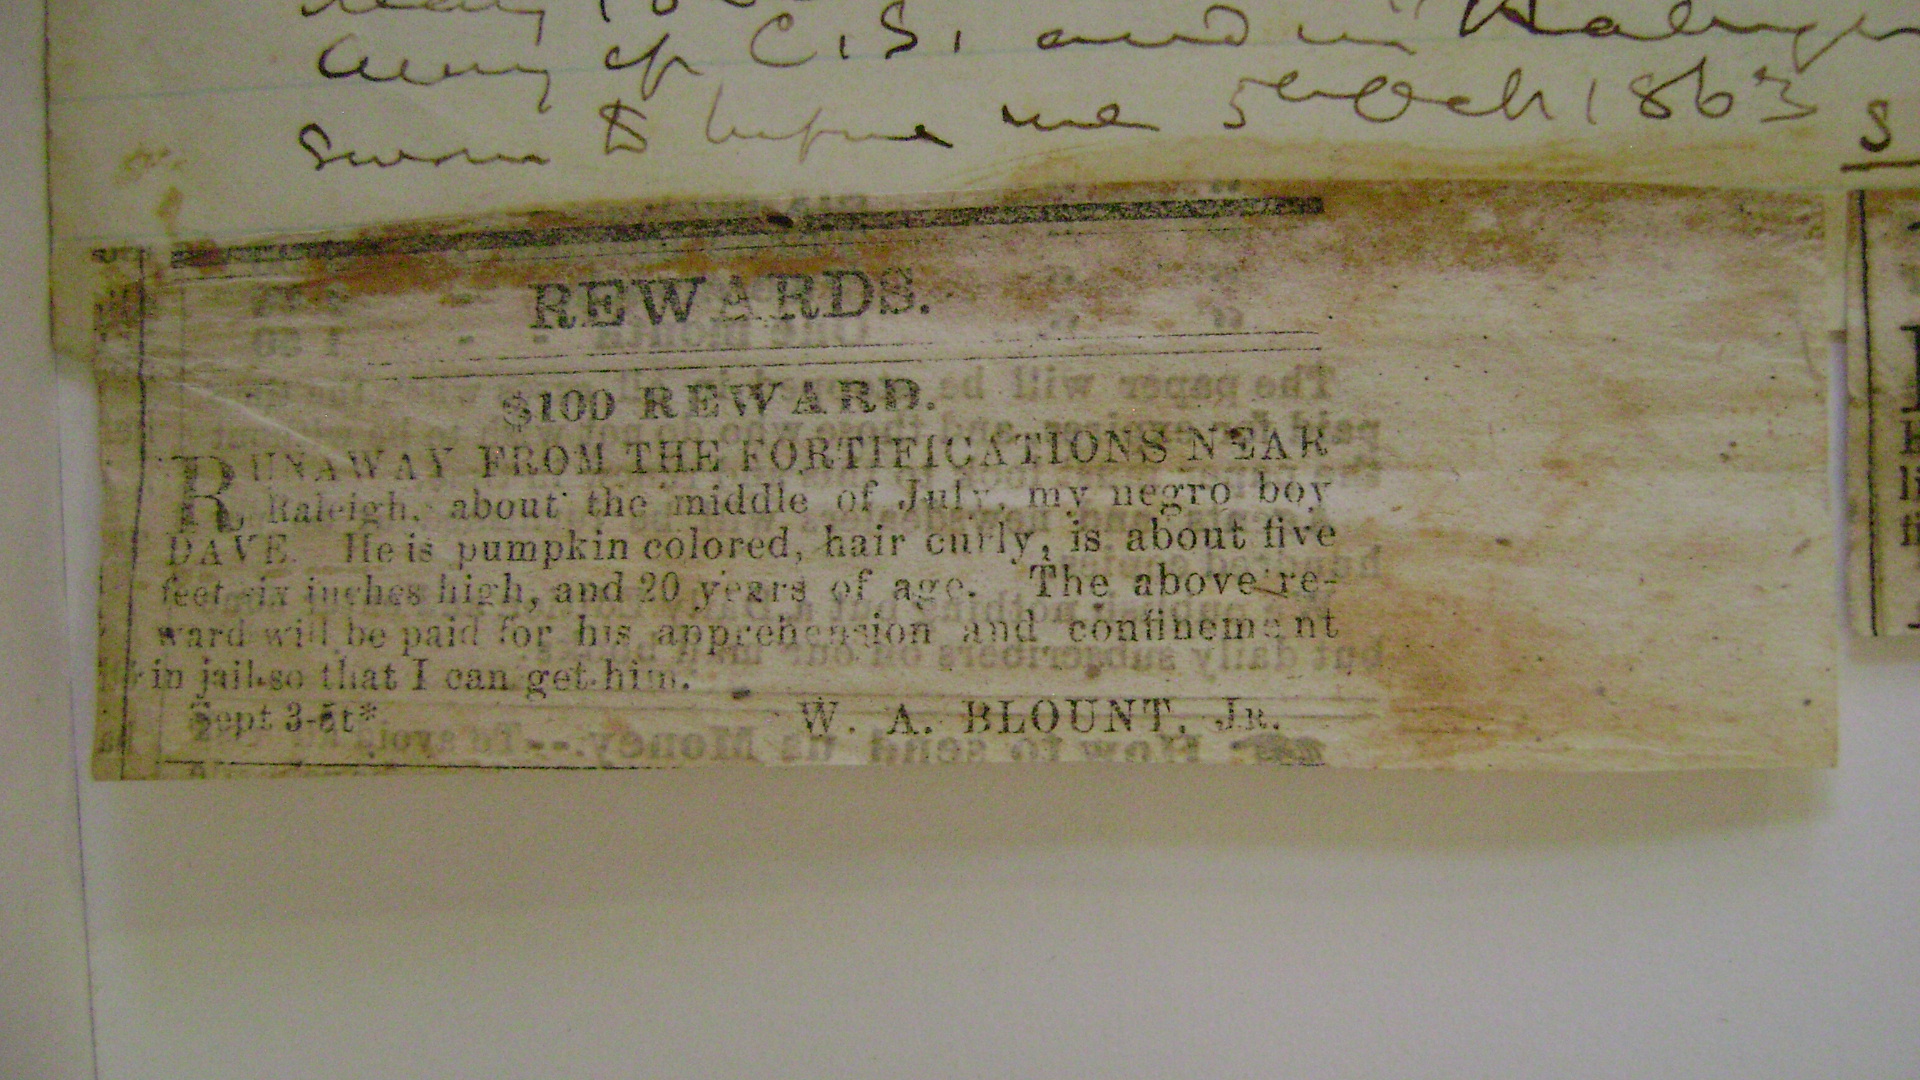 army of C.S. and in Raleigh
Sworn to before me 5th Oct 1863
REWARDS.
$100 REWARD.
RUNAWAY FROM THE FORTIFICATIONS NEAR
Raleigh, about the middle of July, my negro boy
DAVE. He is pumpkin colored, hair curly, is about five
feet six inches high, and 20 years of age. The above re-
ward will be paid for his apprehension and confinement
in jail so that I can get him.
Sept 3-5t*
W. A. BLOUNT, JR.